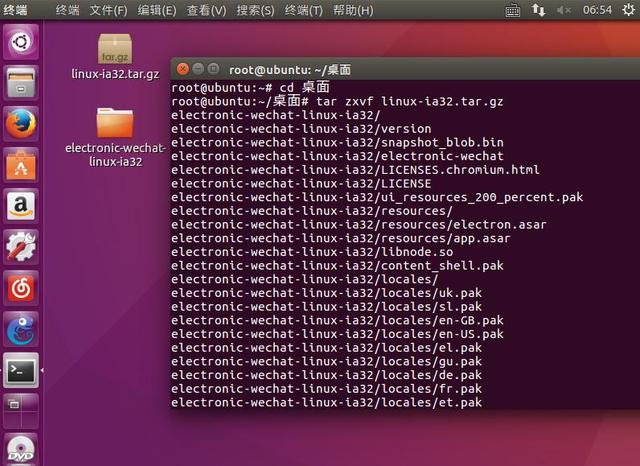 终端 终端 文件(F) 编辑(E) 查看(V) 搜索(S) 终端(T) 帮助(H) 06:54
tar.gz
linux-ia32.tar.gz
electronic-wechat-
linux-ia32
root@ubuntu: ~/桌面
root@ubuntu:~# cd 桌面
root@ubuntu:~/桌面# tar zxvf linux-ia32.tar.gz
electronic-wechat-linux-ia32/
electronic-wechat-linux-ia32/version
electronic-wechat-linux-ia32/snapshot_blob.bin
electronic-wechat-linux-ia32/electronic-wechat
electronic-wechat-linux-ia32/LICENSES.chromium.html
electronic-wechat-linux-ia32/LICENSE
electronic-wechat-linux-ia32/ui_resources_200_percent.pak
electronic-wechat-linux-ia32/resources/
electronic-wechat-linux-ia32/resources/electron.asar
electronic-wechat-linux-ia32/resources/app.asar
electronic-wechat-linux-ia32/libnode.so
electronic-wechat-linux-ia32/content_shell.pak
electronic-wechat-linux-ia32/locales/
electronic-wechat-linux-ia32/locales/uk.pak
electronic-wechat-linux-ia32/locales/sl.pak
electronic-wechat-linux-ia32/locales/en-GB.pak
electronic-wechat-linux-ia32/locales/en-US.pak
electronic-wechat-linux-ia32/locales/el.pak
electronic-wechat-linux-ia32/locales/gu.pak
electronic-wechat-linux-ia32/locales/de.pak
electronic-wechat-linux-ia32/locales/fr.pak
electronic-wechat-linux-ia32/locales/et.pak
DVD